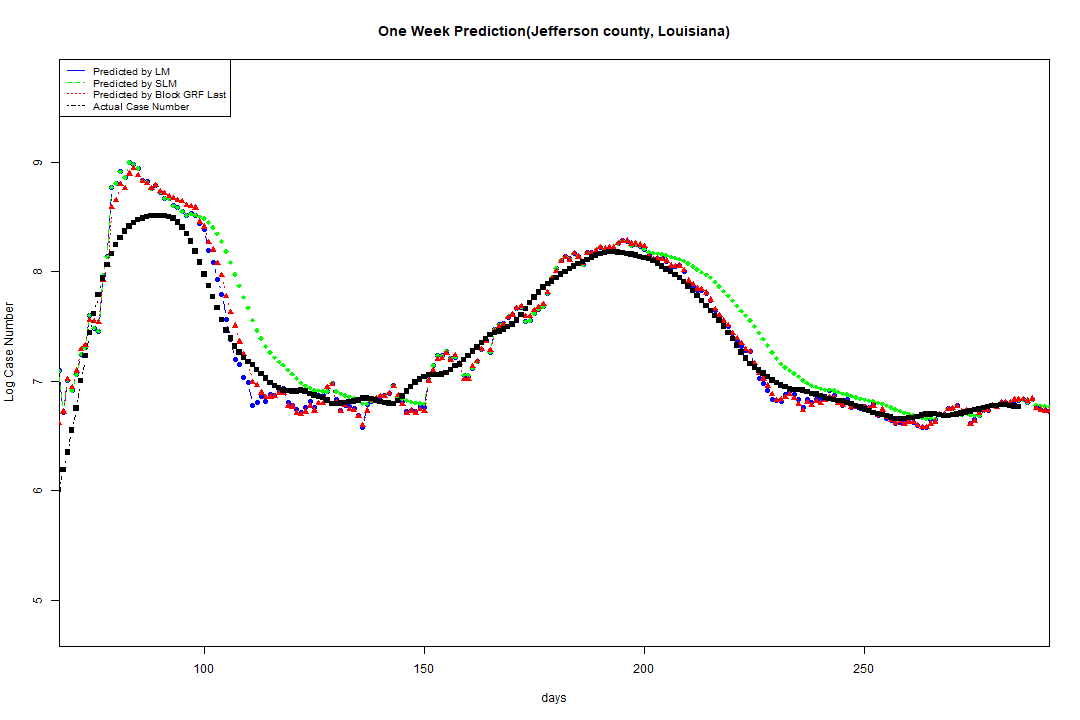 One Week Prediction(Jefferson county, Louisiana)
Predicted by LM
Predicted by SLM
Predicted by Block GRF Last
Actual Case Number
9
8
7
6
5
Log Case Number
100 150 200 250
days